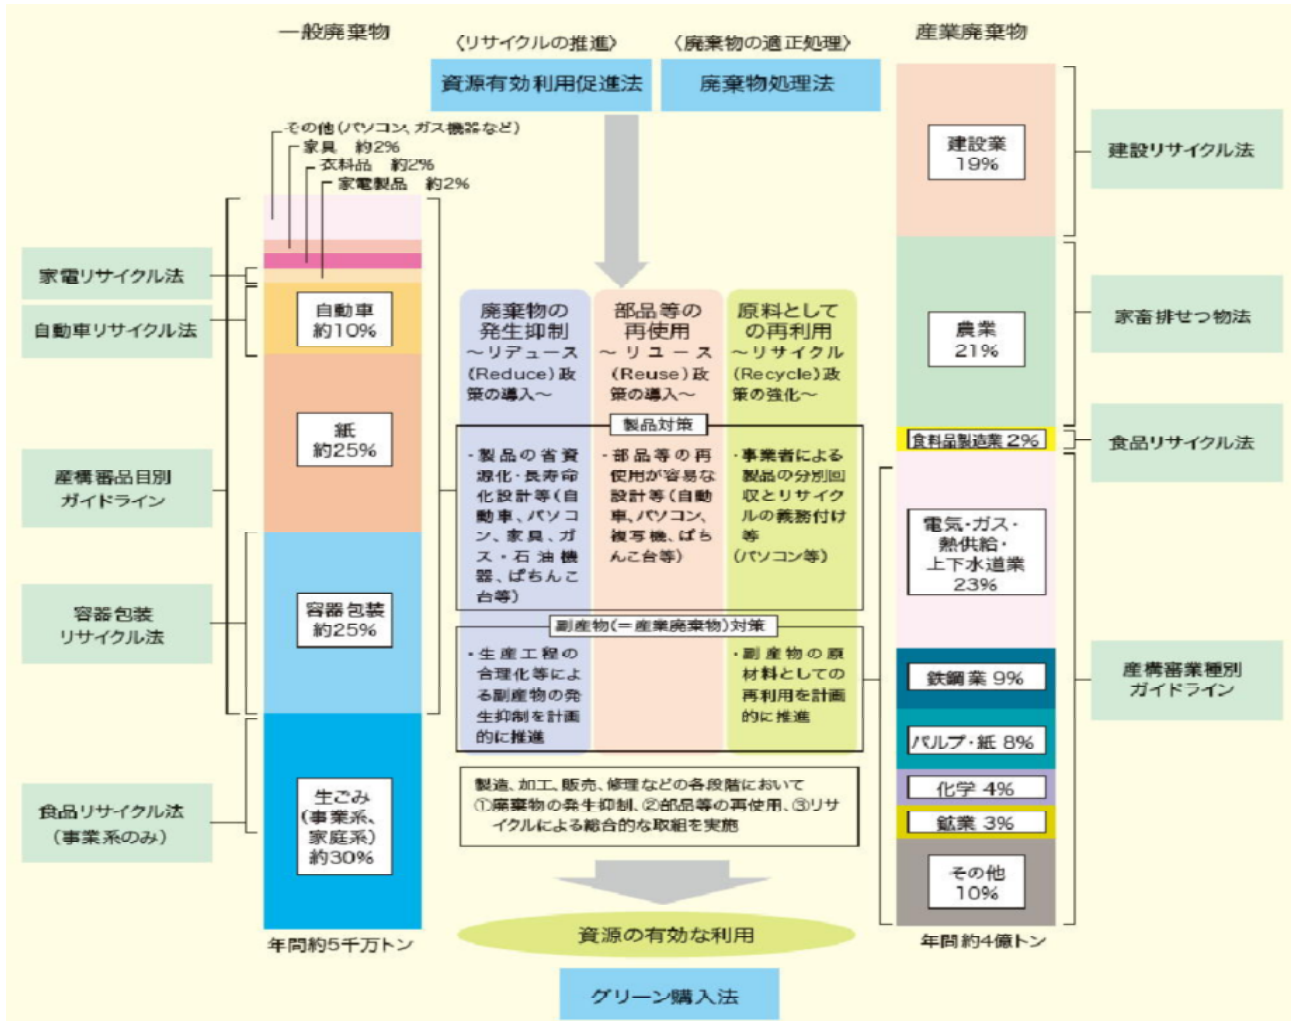 一般廃棄物
〈リサイクルの推進〉
〈廃棄物の適正処理〉
産業廃棄物
資源有効利用促進法
廃棄物処理法
その他(パソコン、ガス機器など)
家具　約2%
衣料品　約2%
家電製品　約2%
家電リサイクル法
自動車リサイクル法
産構審品目別
ガイドライン
容器包装
リサイクル法
食品リサイクル法
(事業系のみ)
自動車
約10%
紙
約25%
容器包装
約25%
生ごみ
(事業系、
家庭系)
約30%
年間約5千万トン
廃棄物の
発生抑制
～リデュース
(Reduce)政
策の導入～
部品等の
再使用
～リユース
(Reuse)政
策の導入～
原料として
の再利用
～リサイクル
(Recycle)政
策の強化～
製品対策
・製品の省資
源化・長寿命
化設計等(自
動車、パソコ
ン、家具、ガ
ス・石油機
器、ぱちんこ
台等)
・部品等の再
使用が容易な
設計等(自動
車、パソコン、
複写機、ぱち
んこ台等)
・事業者による
製品の分別回
収とリサイク
ルの義務付け
等
(パソコン等)
副産物(=産業廃棄物)対策
・生産工程の
合理化等によ
る副産物の発
生抑制を計画
的に推進
・副産物の原
材料としての
再利用を計画
的に推進
製造、加工、販売、修理などの各段階において
①廃棄物の発生抑制、②部品等の再使用、③リサ
イクルによる総合的な取組を実施
資源の有効な利用
グリーン購入法
建設業
19%
農業
21%
食料品製造業 2%
電気・ガス・
熱供給・
上下水道業
23%
鉄鋼業 9%
パルプ・紙 8%
化学 4%
鉱業 3%
その他
10%
年間約4億トン
建設リサイクル法
家畜排せつ物法
食品リサイクル法
産構審業種別
ガイドライン